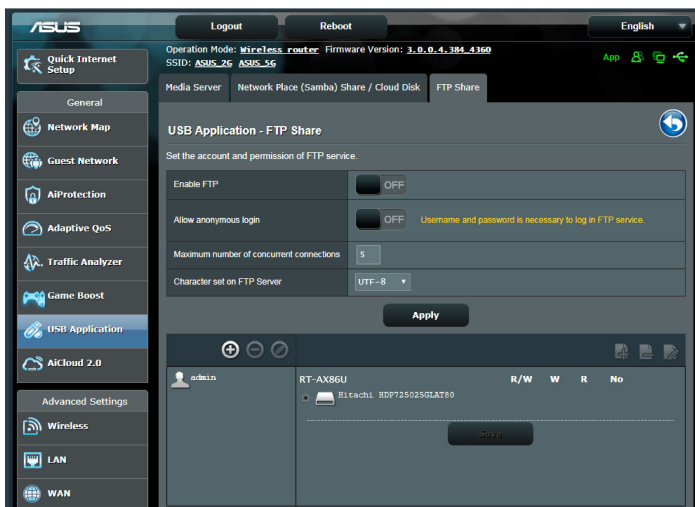 ASUS
Logout
Reboot
English
Quick Internet
Setup
General
Network Map
Guest Network
AiProtection
Adaptive QoS
Traffic Analyzer
Game Boost
USB Application
AiCloud 2.0
Advanced Settings
Wireless
LAN
WAN
Operation Mode: Wireless router Firmware Version: 3.0.0.4.384_4360
SSID: ASUS_2G ASUS_5G
App
Media Server
Network Place (Samba) Share / Cloud Disk
FTP Share
USB Application - FTP Share
Set the account and permission of FTP service.
Enable FTP
OFF
Allow anonymous login
OFF
Username and password is necessary to log in FTP service.
Maximum number of concurrent connections
5
Character set on FTP Server
UTF-8
Apply
admin
RT-AX86U
R/W W R No
Hitachi HDP725025GLAT80
Save